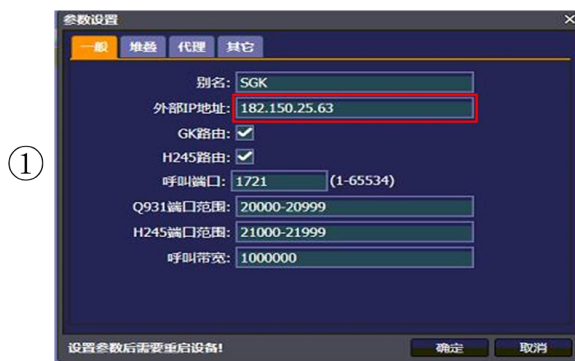 参数设置
一般 堆叠 代理 其它
别名: SGK
外部IP地址: 182.150.25.63
GK路由:
①
H245路由:
呼叫端口: 1721 (1-65534)
Q931端口范围: 20000-20999
H245端口范围: 21000-21999
呼叫带宽: 1000000
设置参数后需要重启设备! 确定 取消